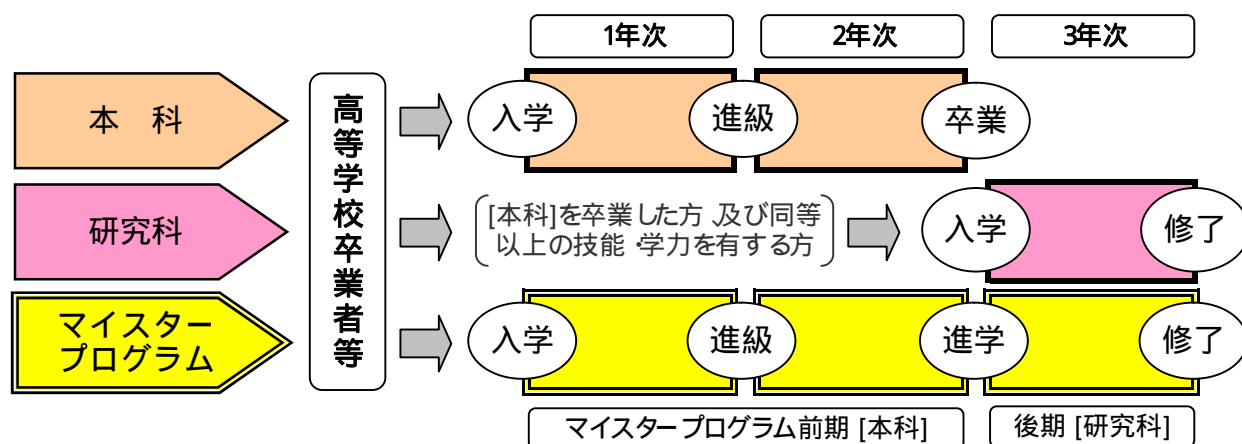 1年次
2年次
3年次
本 科
高等学校卒業者等
入学
進級
卒業
研究科
[本科]を卒業した方、及び同等
以上の技能・学力を有する方
入学
修了
マイスター
プログラム
入学
進級
進学
修了
マイスタープログラム前期 [本科]
後期 [研究科]